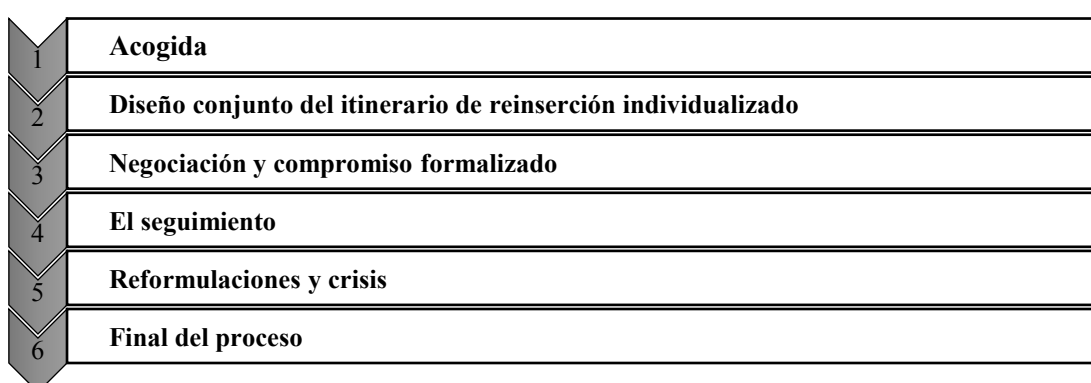 1 Acogida
2 Diseño conjunto del itinerario de reinserción individualizado
3 Negociación y compromiso formalizado
4 El seguimiento
5 Reformulaciones y crisis
6 Final del proceso